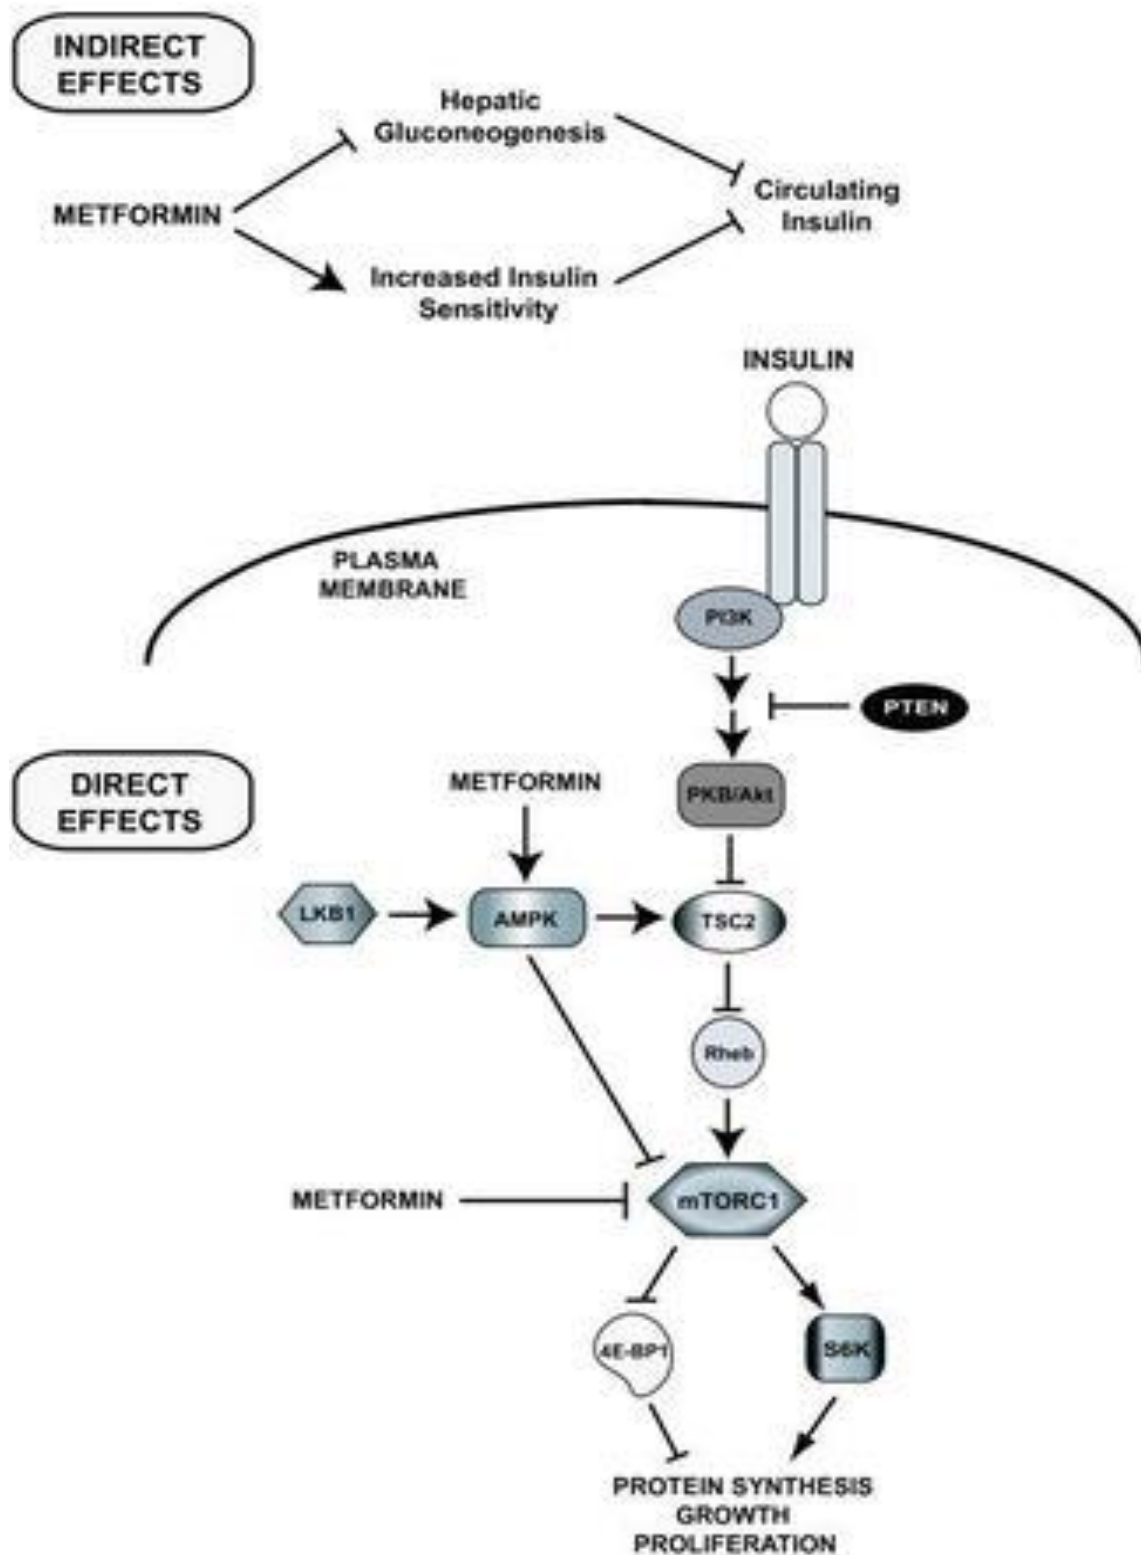 INDIRECT
EFFECTS
Hepatic
Gluconeogenesis
METFORMIN
Circulating
Insulin
Increased Insulin
Sensitivity
INSULIN
PLASMA
MEMBRANE
PI3K
PTEN
DIRECT
EFFECTS
METFORMIN
PKB/Akt
LKB1
AMPK
TSC2
Rheb
METFORMIN
mTORC1
4E-BP1
S6K
PROTEIN SYNTHESIS
GROWTH
PROLIFERATION